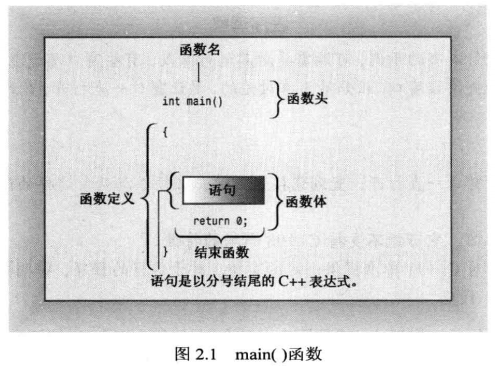 函数名
int main()
函数头
{
函数定义
语句
函数体
return 0;
}
结束函数
语句是以分号结尾的 C++ 表达式。
图 2.1 main( )函数